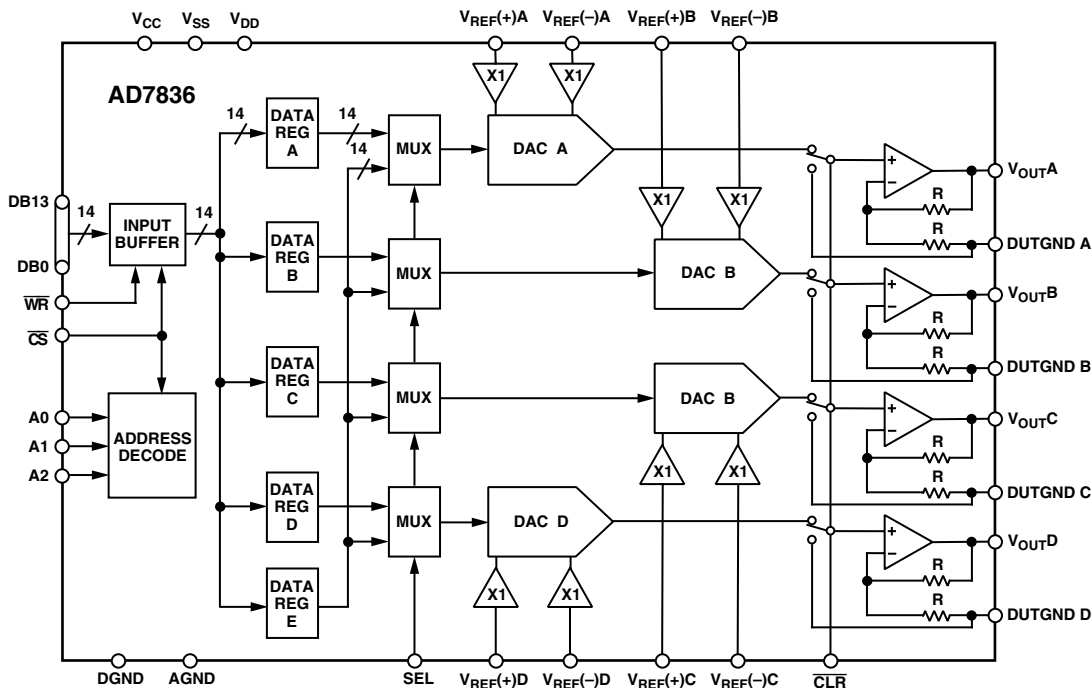 VCC VSS VDD VREF(+)A VREF(–)A VREF(+)B VREF(–)B
AD7836
X1 X1
14 DATA REG A 14 MUX DAC A
14
+
–
VOUTA
R
R
DUTGND A
DB13
14 INPUT BUFFER 14
DB0
DATA REG B MUX X1 X1 DAC B
+
–
VOUTB
R
R
DUTGND B
WR
CS
DATA REG C MUX DAC B
+
–
VOUTC
R
R
DUTGND C
A0
A1
A2
ADDRESS DECODE
X1 X1
DATA REG D MUX DAC D
+
–
VOUTD
R
R
DUTGND D
DATA REG E
X1 X1
DGND AGND SEL VREF(+)D VREF(–)D VREF(+)C VREF(–)C CLR